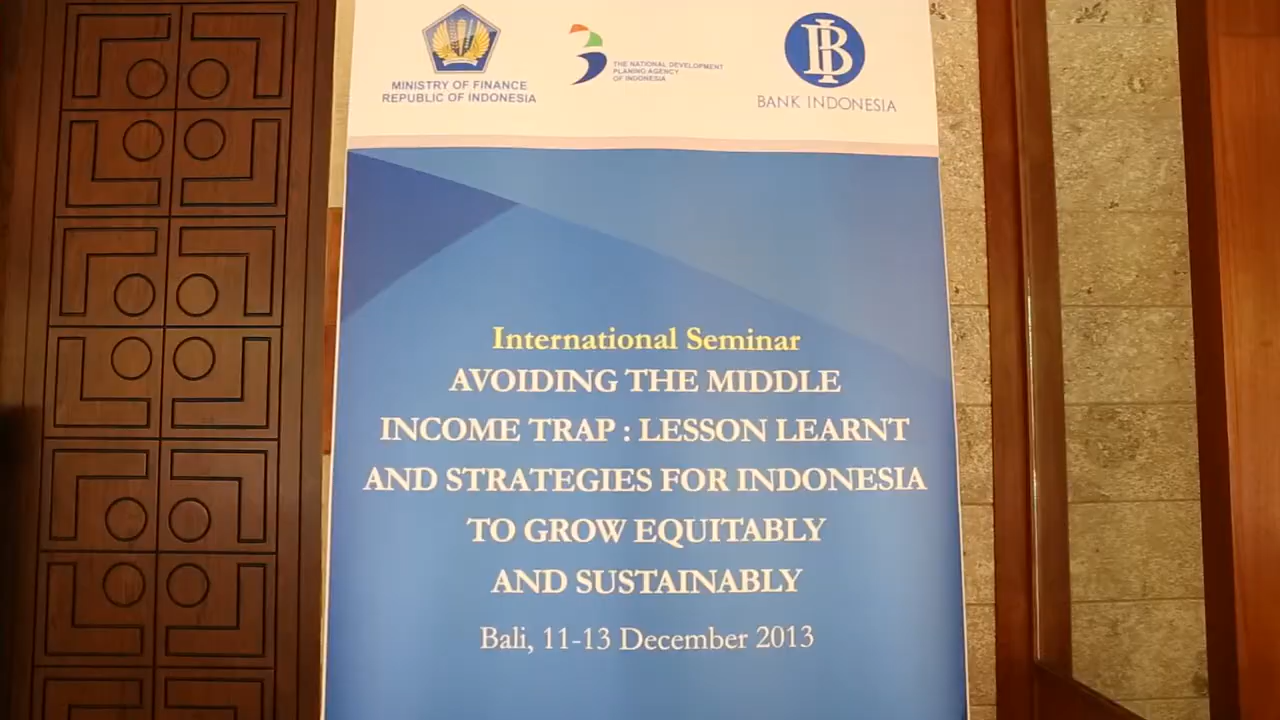 MINISTRY OF FINANCE
REPUBLIC OF INDONESIA
THE NATIONAL DEVELOPMENT
PLANING AGENCY
OF INDONESIA
BANK INDONESIA
International Seminar
AVOIDING THE MIDDLE
INCOME TRAP : LESSON LEARNT
AND STRATEGIES FOR INDONESIA
TO GROW EQUITABLY
AND SUSTAINABLY
Bali, 11-13 December 2013